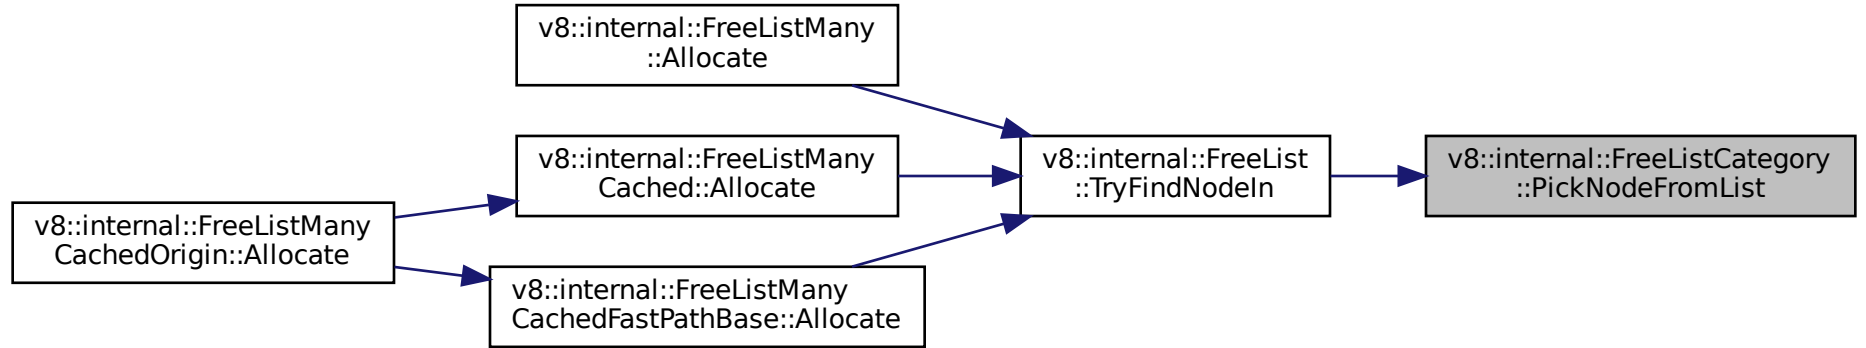 v8::internal::FreeListMany
::Allocate
v8::internal::FreeListMany
Cached::Allocate
v8::internal::FreeList
::TryFindNodeIn
v8::internal::FreeListCategory
::PickNodeFromList
v8::internal::FreeListMany
CachedOrigin::Allocate
v8::internal::FreeListMany
CachedFastPathBase::Allocate